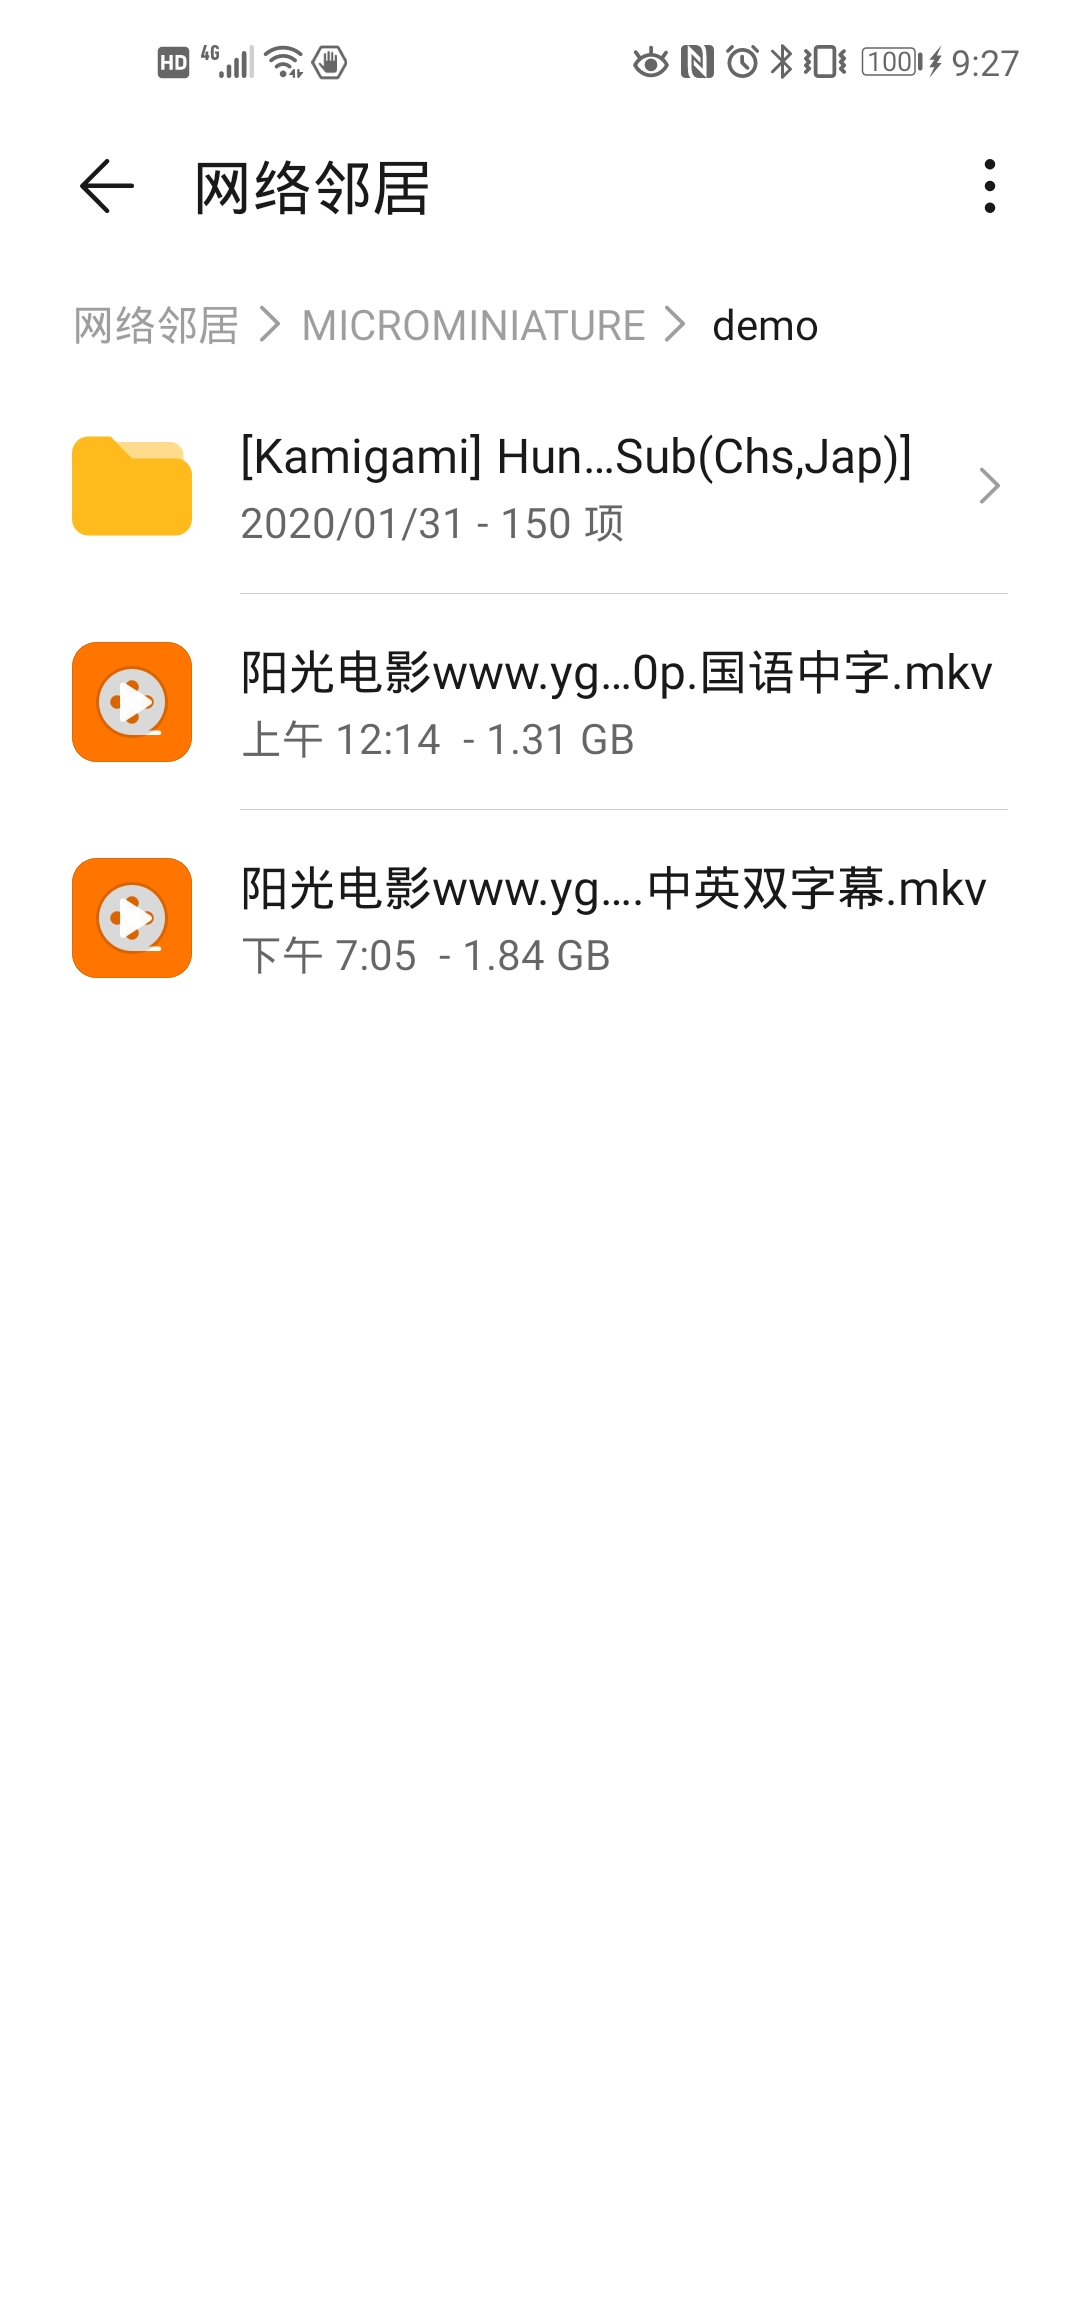 HD 4G 100 9:27
网络邻居
网络邻居 > MICROMINIATURE > demo
[Kamigami] Hun...Sub(Chs,Jap)]
2020/01/31 - 150 项
阳光电影www.yg...0p.国语中字.mkv
上午 12:14 - 1.31 GB
阳光电影www.yg....中英双字幕.mkv
下午 7:05 - 1.84 GB